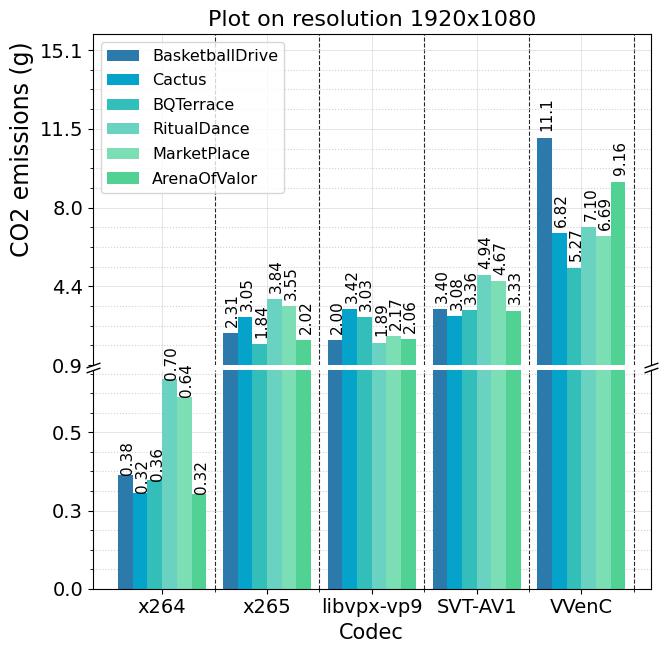 Plot on resolution 1920x1080
CO2 emissions (g)
15.1
11.5
8.0
4.4
0.9
0.5
0.3
0.0
BasketballDrive
Cactus
BQTerrace
RitualDance
MarketPlace
ArenaOfValor
0.38
0.32
0.36
0.70
0.64
0.32
2.31
3.05
1.84
3.84
3.55
2.02
2.00
3.42
3.03
1.89
2.17
2.06
3.40
3.08
3.36
4.94
4.67
3.33
11.1
6.82
5.27
7.10
6.69
9.16
x264
x265
libvpx-vp9
SVT-AV1
VVenC
Codec